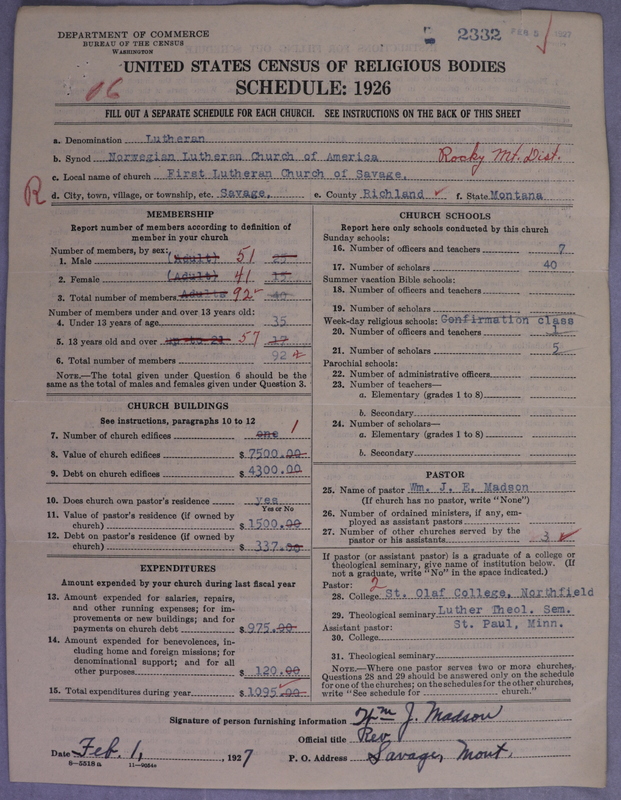 DEPARTMENT OF COMMERCE
BUREAU OF THE CENSUS
WASHINGTON
2332 FEB 5 1927
UNITED STATES CENSUS OF RELIGIOUS BODIES
SCHEDULE: 1926
06
FILL OUT A SEPARATE SCHEDULE FOR EACH CHURCH. SEE INSTRUCTIONS ON THE BACK OF THIS SHEET
a. Denomination Lutheran
b. Synod Norwegian Lutheran Church of America Rocky Mt. Dist.
c. Local name of church First Lutheran Church of Savage,
R d. City, town, village, or township, etc. Savage, e. County Richland f. State Montana
MEMBERSHIP
Report number of members according to definition of
member in your church
Number of members, by sex:
1. Male (Adult) 51 25
2. Female (Adult) 41 15
3. Total number of members Adults 92 40
Number of members under and over 13 years old:
4. Under 13 years of age 35
5. 13 years old and over up to 21 57 17
6. Total number of members 92
NOTE.—The total given under Question 6 should be the
same as the total of males and females given under Question 3.
CHURCH BUILDINGS
See instructions, paragraphs 10 to 12
7. Number of church edifices one 1
8. Value of church edifices $ 7500.00
9. Debt on church edifices $ 4300.00
10. Does church own pastor's residence yes
Yes or No
11. Value of pastor's residence (if owned by
church) $ 1500.00
12. Debt on pastor's residence (if owned by
church) $ 337.00
EXPENDITURES
Amount expended by your church during last fiscal year
13. Amount expended for salaries, repairs,
and other running expenses; for im-
provements or new buildings; and for
payments on church debt $ 975.00
14. Amount expended for benevolences, in-
cluding home and foreign missions; for
denominational support; and for all
other purposes $ 120.00
15. Total expenditures during year $ 1095.00
CHURCH SCHOOLS
Report here only schools conducted by this church
Sunday schools:
16. Number of officers and teachers 7
17. Number of scholars 40
Summer vacation Bible schools:
18. Number of officers and teachers
19. Number of scholars
Week-day religious schools: Confirmation class
20. Number of officers and teachers 1
21. Number of scholars 5
Parochial schools:
22. Number of administrative officers
23. Number of teachers—
a. Elementary (grades 1 to 8)
b. Secondary
24. Number of scholars—
a. Elementary (grades 1 to 8)
b. Secondary
PASTOR
25. Name of pastor Wm. J. E. Madson
(If church has no pastor, write "None")
26. Number of ordained ministers, if any, em-
ployed as assistant pastors
27. Number of other churches served by the
pastor or his assistants 3
If pastor (or assistant pastor) is a graduate of a college or
theological seminary, give name of institution below. (If
not a graduate, write "No" in the space indicated.)
Pastor: 2
28. College St. Olaf College, Northfield
29. Theological seminary Luther Theol. Sem.
Assistant pastor: St. Paul, Minn.
30. College
31. Theological seminary
NOTE.—Where one pastor serves two or more churches,
Questions 28 and 29 should be answered only on the schedule
for one of the churches; on the schedules for the other churches,
write "See schedule for church."
Signature of person furnishing information Wm J. Madson
Official title Rev.
Date Feb. 1, , 1927 P. O. Address Savage, Mont.
8—5518a 11—9054a